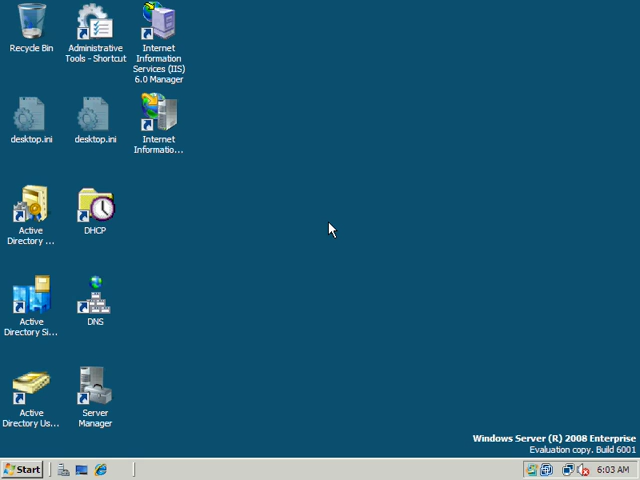 Recycle Bin
Administrative
Tools - Shortcut
Internet
Information
Services (IIS)
6.0 Manager
desktop.ini
desktop.ini
Internet
Informatio...
Active
Directory ...
DHCP
Active
Directory Si...
DNS
Active
Directory Us...
Server
Manager
Windows Server (R) 2008 Enterprise
Evaluation copy. Build 6001
Start
6:03 AM